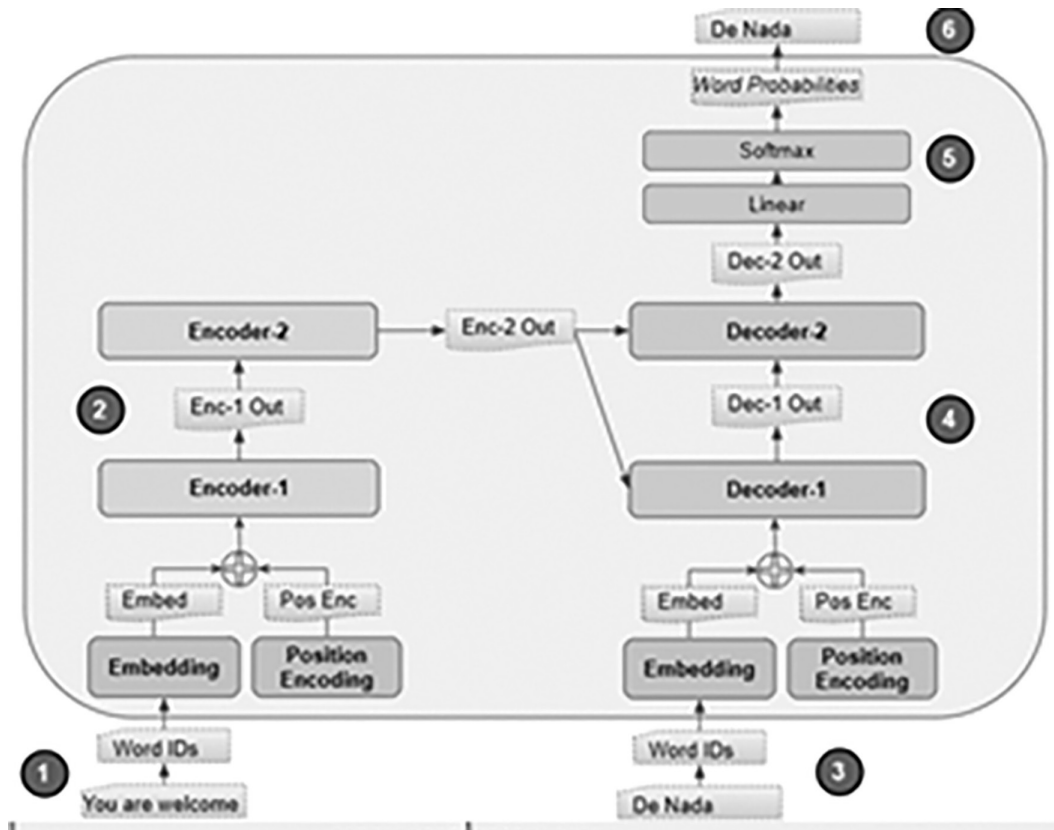 De Nada
6
Word Probabilities
Softmax
5
Linear
Dec-2 Out
Encoder-2
Enc-2 Out
Decoder-2
2
Enc-1 Out
Dec-1 Out
4
Encoder-1
Decoder-1
Embed
Pos Enc
Embed
Pos Enc
Embedding
Position
Encoding
Embedding
Position
Encoding
1
Word IDs
Word IDs
3
You are welcome
De Nada